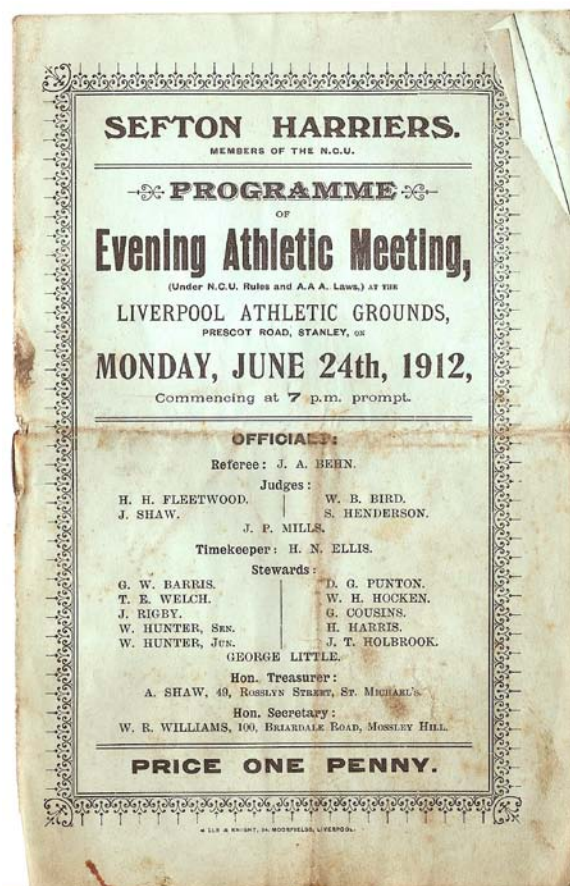 SEFTON HARRIERS.
MEMBERS OF THE N.C.U.
PROGRAMME
OF
Evening Athletic Meeting,
(Under N.C.U. Rules and A.A A. Laws,) AT THE
LIVERPOOL ATHLETIC GROUNDS,
PRESCOT ROAD, STANLEY, ON
MONDAY, JUNE 24th, 1912,
Commencing at 7 p.m. prompt.
OFFICIALS:
Referee: J. A. BEHN.
Judges:
H. H. FLEETWOOD. W. B. BIRD.
J. SHAW. S. HENDERSON.
J. P. MILLS.
Timekeeper: H. N. ELLIS.
Stewards:
G. W. BARRIS. D. G. PUNTON.
T. E. WELCH. W. H. HOCKEN.
J. RIGBY. G. COUSINS.
W. HUNTER, SEN. H. HARRIS.
W. HUNTER, JUN. J. T. HOLBROOK.
GEORGE LITTLE.
Hon. Treasurer:
A. SHAW, 49, ROSSLYN STREET, ST. MICHAEL'S.
Hon. Secretary:
W. R. WILLIAMS, 100, BRIARDALE ROAD, MOSSLEY HILL.
PRICE ONE PENNY.
& KNIGHT, 34, MOORFIELDS, LIVERPOOL.